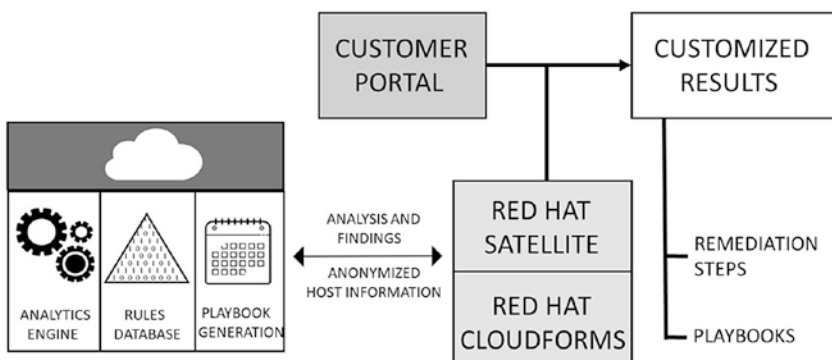 CUSTOMER
PORTAL
CUSTOMIZED
RESULTS
ANALYTICS
ENGINE
RULES
DATABASE
PLAYBOOK
GENERATION
ANALYSIS AND
FINDINGS
ANONYMIZED
HOST INFORMATION
RED HAT
SATELLITE
RED HAT
CLOUDFORMS
REMEDIATION
STEPS
PLAYBOOKS